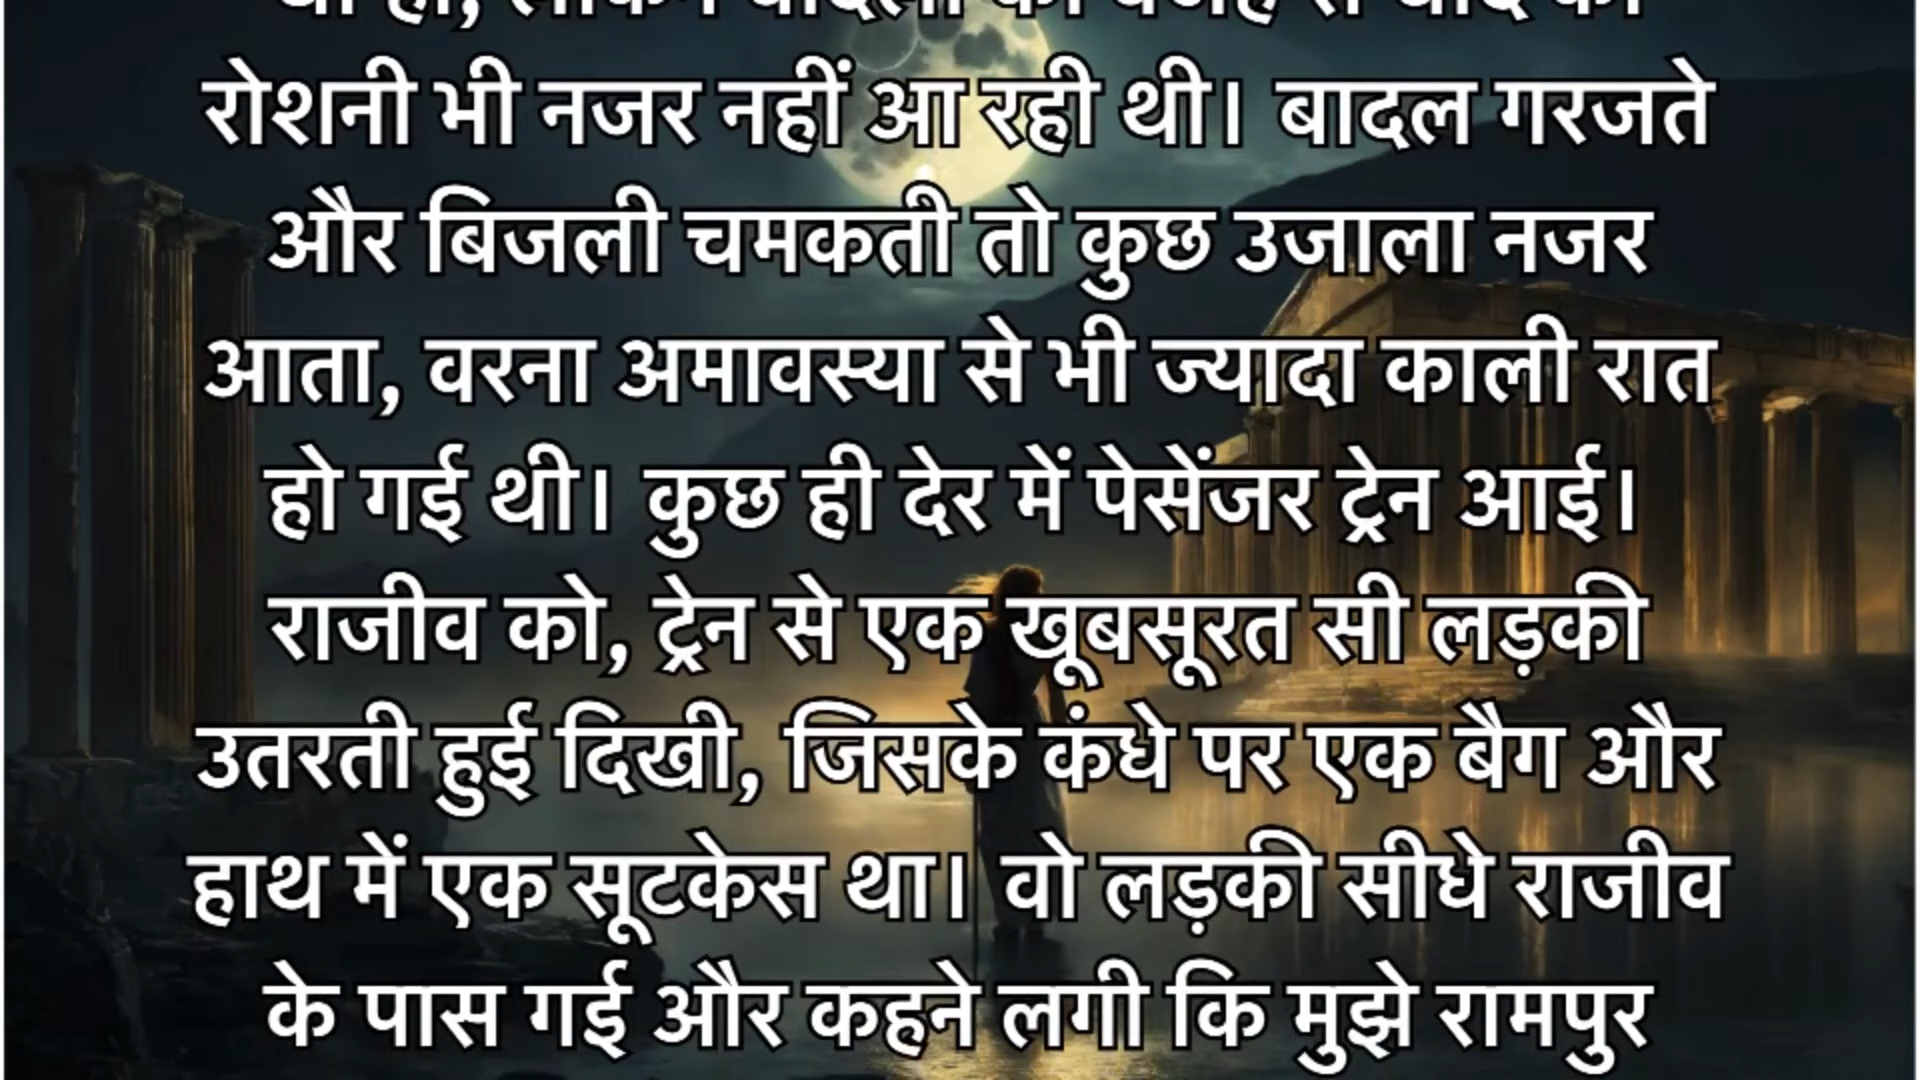 रोशनी भी नजर नहीं आ रही थी। बादल गरजते
और बिजली चमकती तो कुछ उजाला नजर
आता, वरना अमावस्या से भी ज्यादा काली रात
हो गई थी। कुछ ही देर में पेसेंजर ट्रेन आई।
राजीव को, ट्रेन से एक खूबसूरत सी लड़की
उतरती हुई दिखी, जिसके कंधे पर एक बैग और
हाथ में एक सूटकेस था। वो लड़की सीधे राजीव
के पास गई और कहने लगी कि मुझे रामपुर